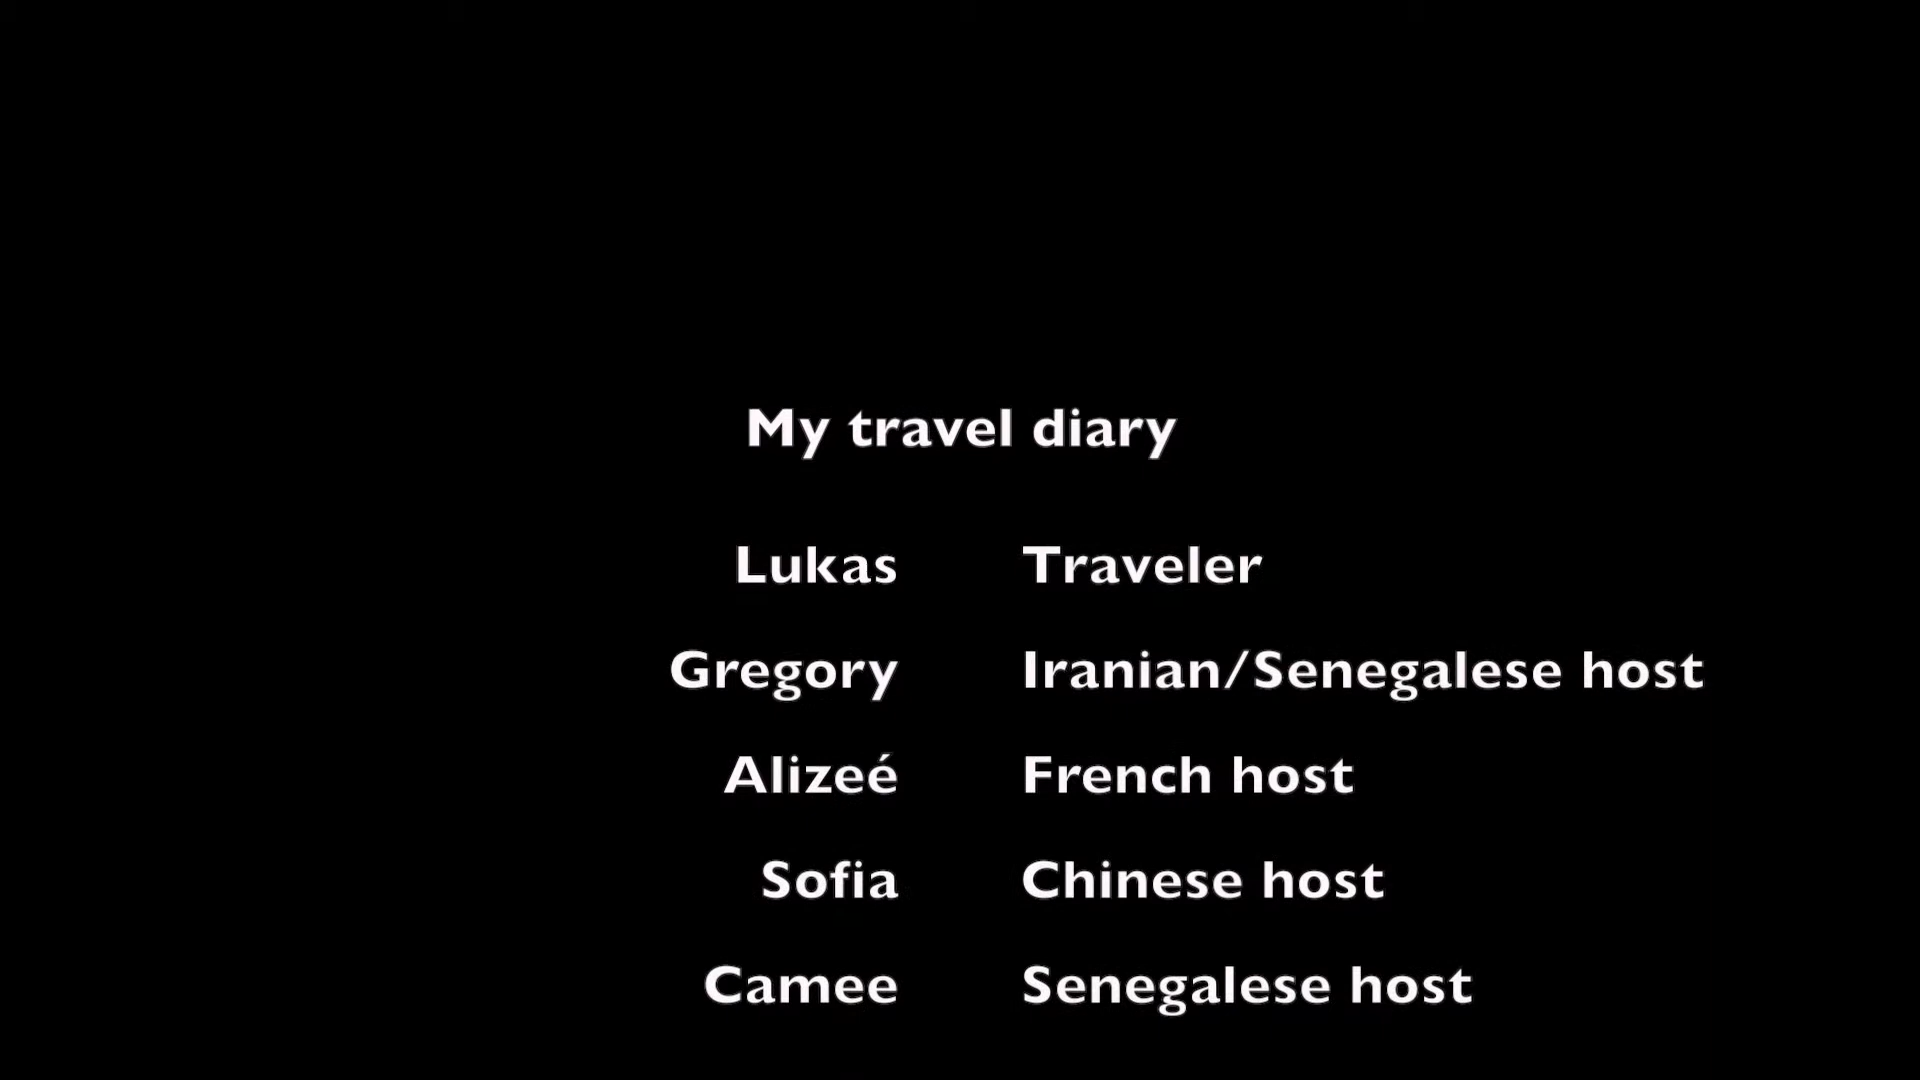 My travel diary
Lukas Traveler
Gregory Iranian/Senegalese host
Alizeé French host
Sofia Chinese host
Camee Senegalese host